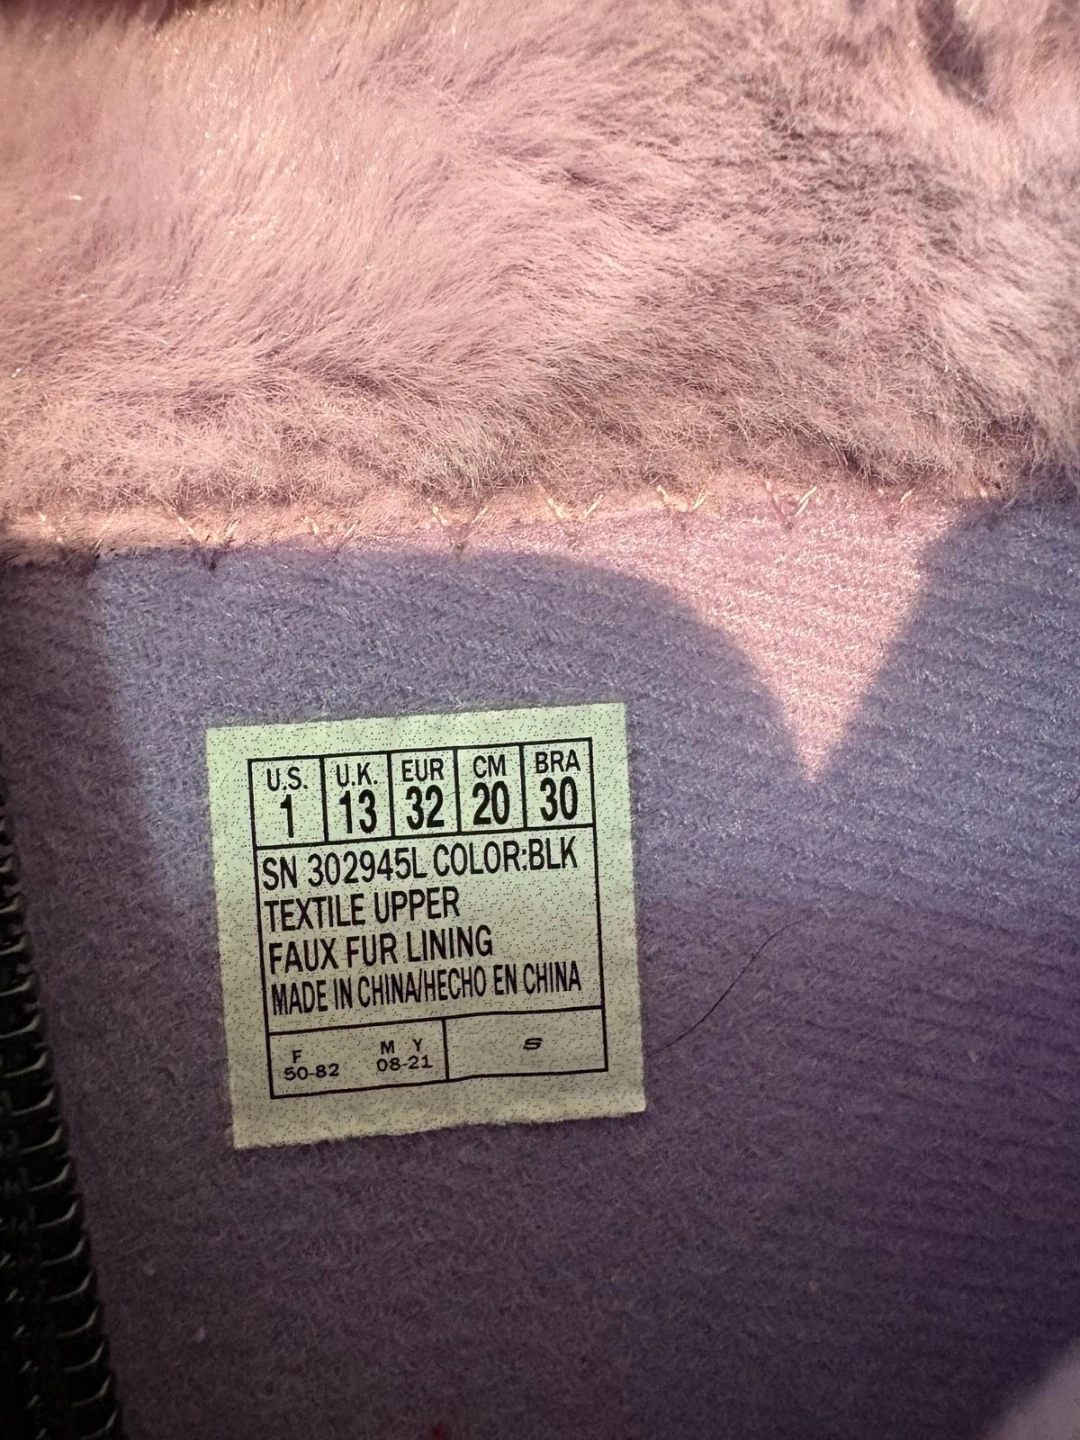 U.S. U.K. EUR CM BRA
1 13 32 20 30
SN 302945L COLOR:BLK
TEXTILE UPPER
FAUX FUR LINING
MADE IN CHINA/HECHO EN CHINA
F M Y
50-82 08-21
S